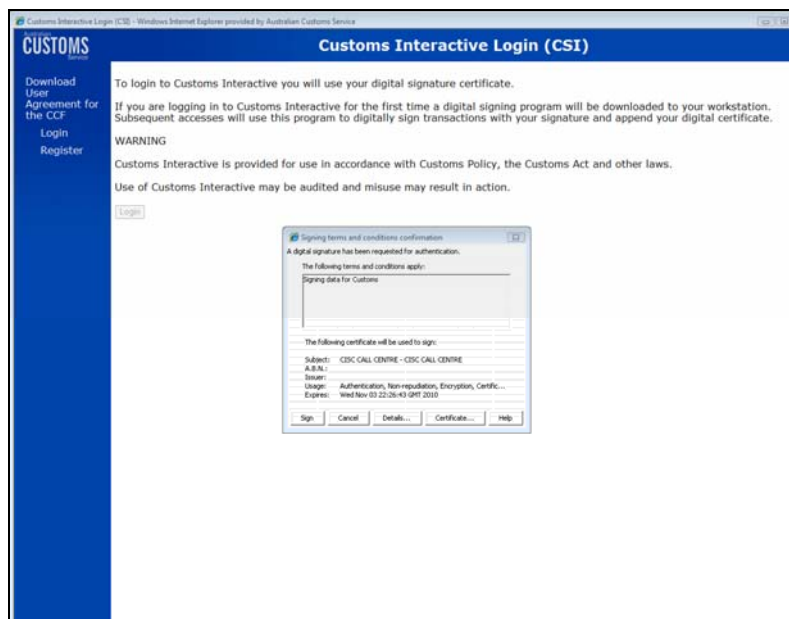 Customs Interactive Login (CSI) - Windows Internet Explorer provided by Australian Customs Service
Australian
CUSTOMS
Service
Customs Interactive Login (CSI)
Download
User
Agreement for
the CCF
Login
Register
To login to Customs Interactive you will use your digital signature certificate.
If you are logging in to Customs Interactive for the first time a digital signing program will be downloaded to your workstation.
Subsequent accesses will use this program to digitally sign transactions with your signature and append your digital certificate.
WARNING
Customs Interactive is provided for use in accordance with Customs Policy, the Customs Act and other laws.
Use of Customs Interactive may be audited and misuse may result in action.
Login
Signing terms and conditions confirmation
A digital signature has been requested for authentication.
The following terms and conditions apply:
Signing data for Customs
The following certificate will be used to sign:
Subject: CISC CALL CENTRE - CISC CALL CENTRE
A.B.N.:
Issuer:
Usage: Authentication, Non-repudiation, Encryption, Certific...
Expires: Wed Nov 03 22:26:43 GMT 2010
Sign Cancel Details... Certificate... Help